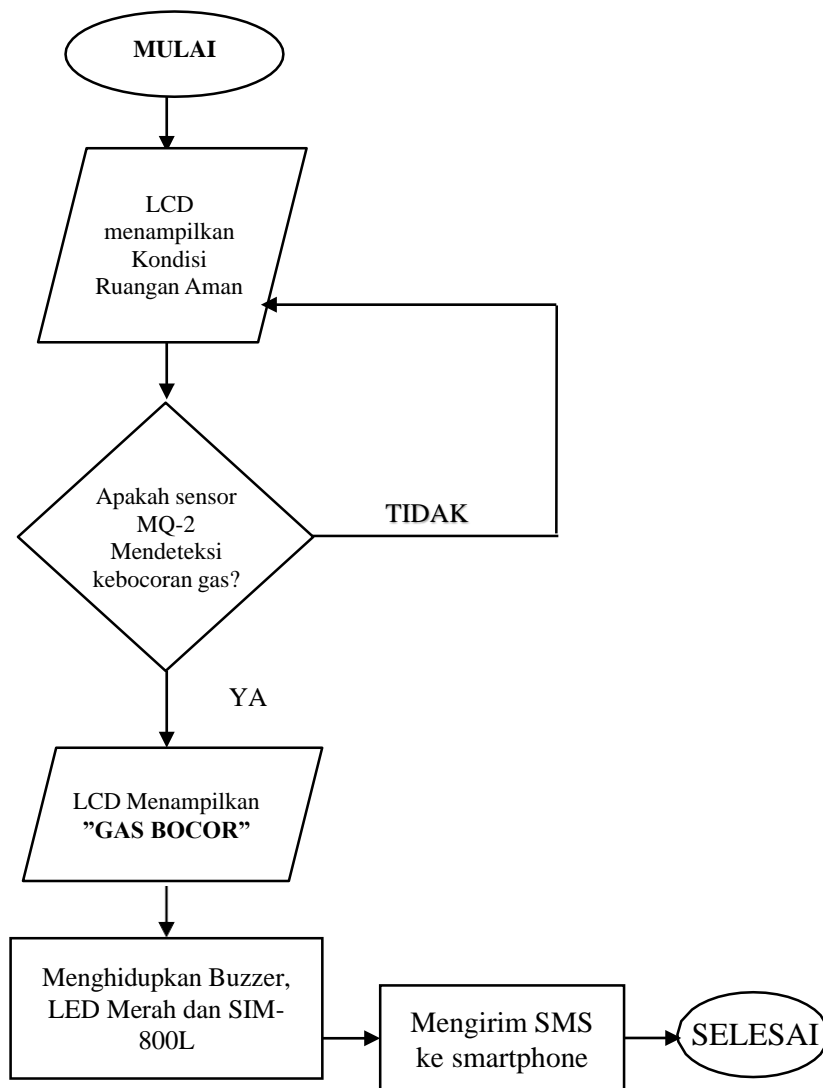 MULAI
LCD
menampilkan
Kondisi
Ruangan Aman
Apakah sensor
MQ-2
Mendeteksi
kebocoran gas?
TIDAK
YA
LCD Menampilkan
”GAS BOCOR”
Menghidupkan Buzzer,
LED Merah dan SIM-
800L
Mengirim SMS
ke smartphone
SELESAI